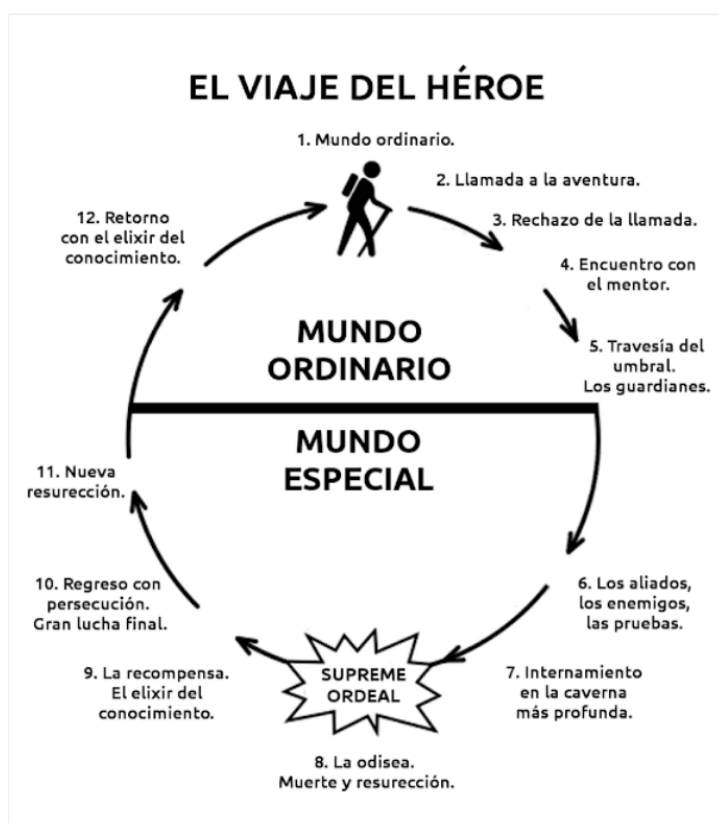 EL VIAJE DEL HÉROE
1. Mundo ordinario.
2. Llamada a la aventura.
3. Rechazo de la llamada.
4. Encuentro con
el mentor.
5. Travesía del
umbral.
Los guardianes.
MUNDO
ORDINARIO
MUNDO
ESPECIAL
6. Los aliados,
los enemigos,
las pruebas.
7. Internamiento
en la caverna
más profunda.
SUPREME
ORDEAL
8. La odisea.
Muerte y resurección.
9. La recompensa.
El elixir del
conocimiento.
10. Regreso con
persecución.
Gran lucha final.
11. Nueva
resurección.
12. Retorno
con el elixir del
conocimiento.